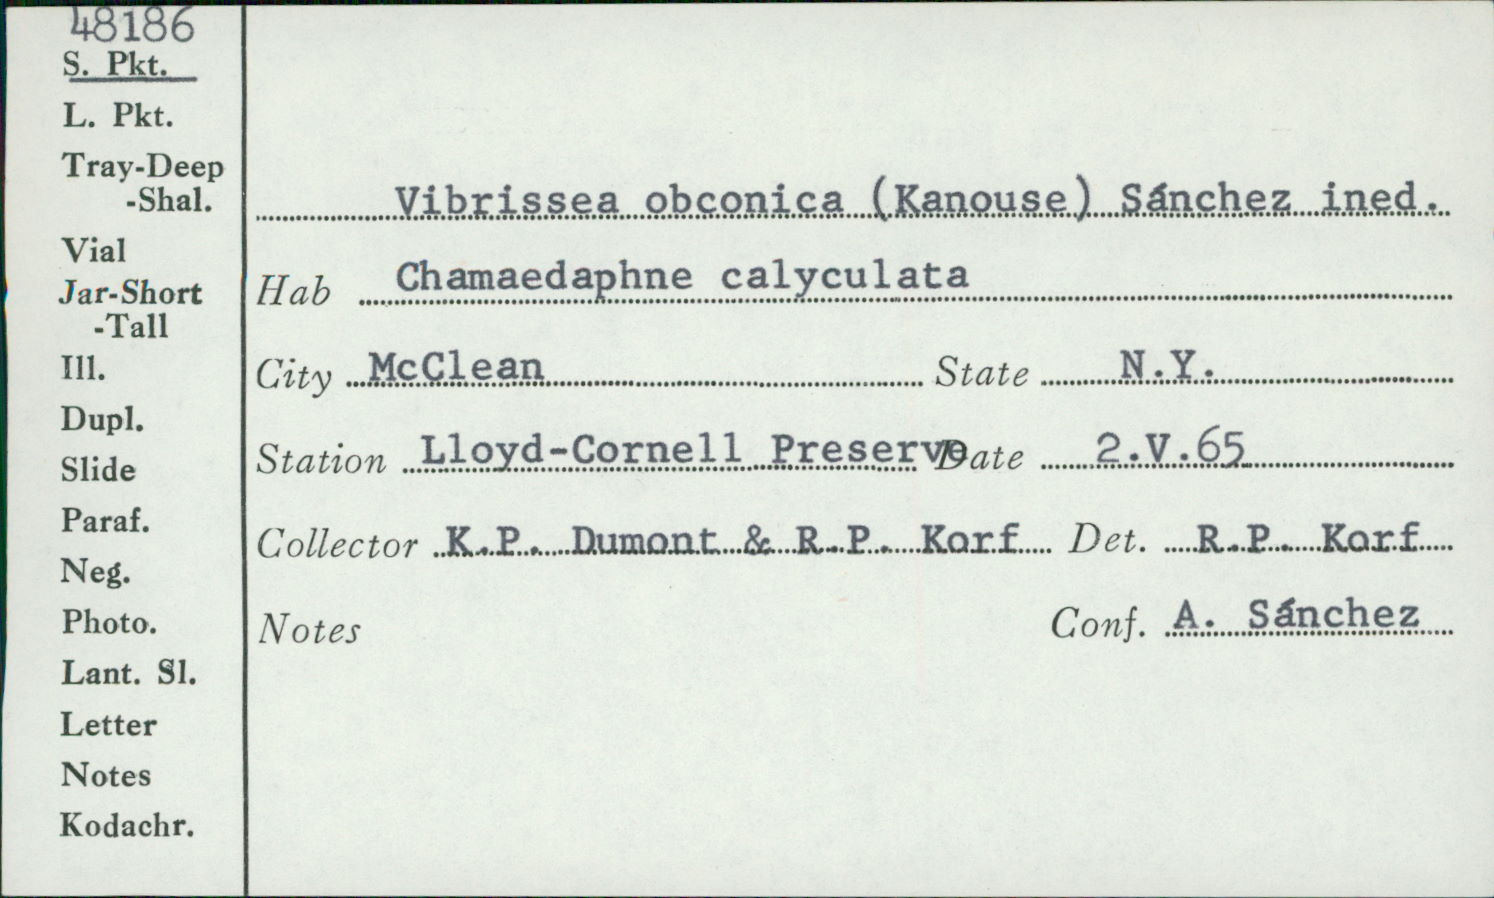 48186
S. Pkt.
L. Pkt.
Tray-Deep
-Shal.
Vial
Jar-Short
-Tall
Ill.
Dupl.
Slide
Paraf.
Neg.
Photo.
Lant. Sl.
Letter
Notes
Kodachr.
Vibrissea obconica (Kanouse) Sánchez ined.
Hab Chamaedaphne calyculata
City McClean State N.Y.
Station Lloyd-Cornell Preserve Date 2.V.65
Collector K.P. Dumont & R.P. Korf Det. R.P. Korf
Notes Conf. A. Sánchez